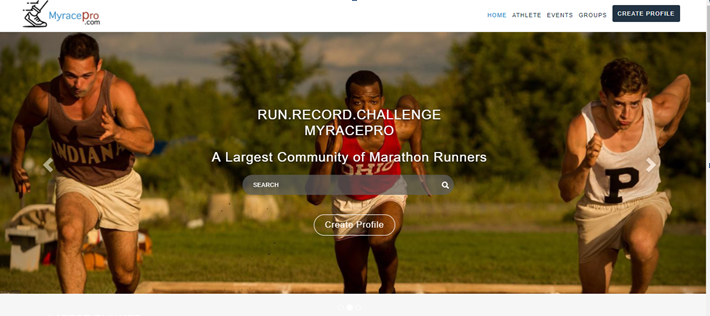 Myracepro
.com
HOME ATHLETE EVENTS GROUPS CREATE PROFILE
RUN.RECORD.CHALLENGE
MYRACEPRO
A Largest Community of Marathon Runners
SEARCH
INDIANA
OHIO
P
Create Profile